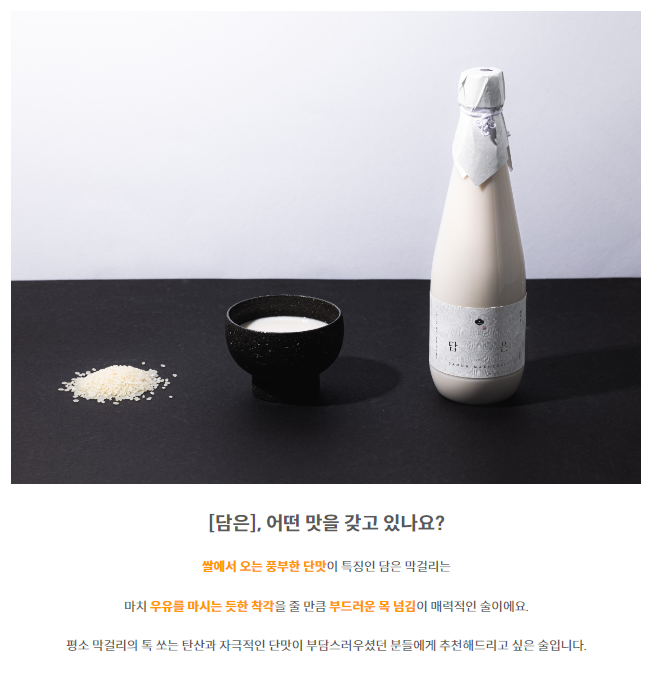 담은
[담은], 어떤 맛을 갖고 있나요?
쌀에서 오는 풍부한 단맛이 특징인 담은 막걸리는
마치 우유를 마시는 듯한 착각을 줄 만큼 부드러운 목 넘김이 매력적인 술이에요.
평소 막걸리의 톡 쏘는 탄산과 자극적인 단맛이 부담스러우셨던 분들에게 추천해드리고 싶은 술입니다.